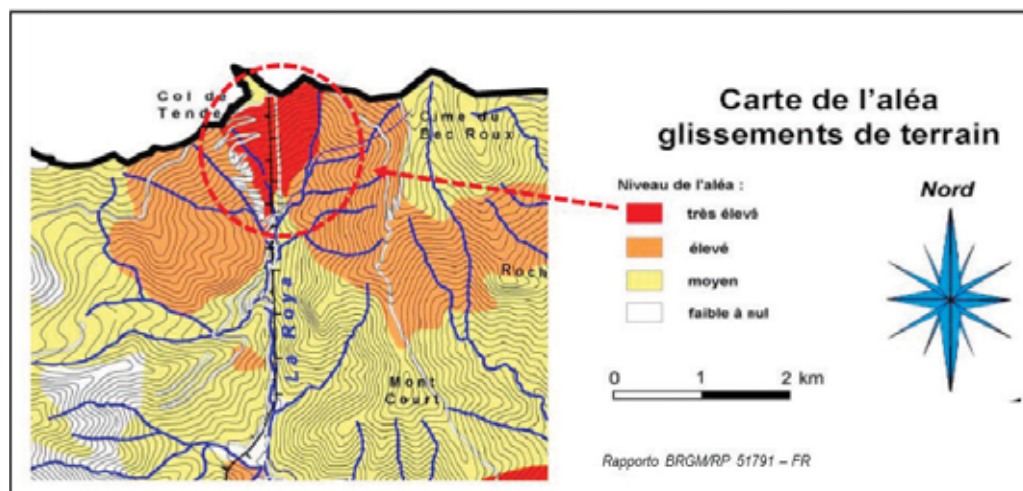 Col de
Tende
Cime du
Bec Roux
La Roya
Roch
Mont
Court
Carte de l'aléa
glissements de terrain
Niveau de l'aléa :
très élevé
élevé
moyen
faible à nul
Nord
0 1 2 km
Rapporto BRGM/RP 51791 – FR